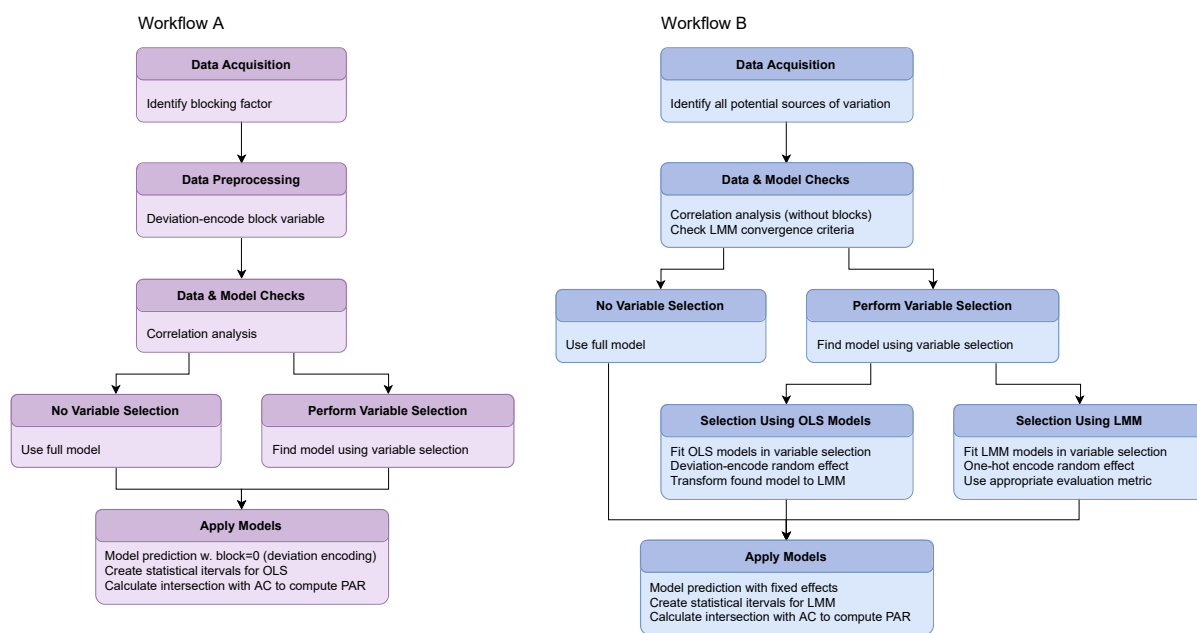 Workflow A
Data Acquisition
Identify blocking factor
Data Preprocessing
Deviation-encode block variable
Data & Model Checks
Correlation analysis
No Variable Selection
Use full model
Perform Variable Selection
Find model using variable selection
Apply Models
Model prediction w. block=0 (deviation encoding)
Create statistical itervals for OLS
Calculate intersection with AC to compute PAR
Workflow B
Data Acquisition
Identify all potential sources of variation
Data & Model Checks
Correlation analysis (without blocks)
Check LMM convergence criteria
No Variable Selection
Use full model
Perform Variable Selection
Find model using variable selection
Selection Using OLS Models
Fit OLS models in variable selection
Deviation-encode random effect
Transform found model to LMM
Selection Using LMM
Fit LMM models in variable selection
One-hot encode random effect
Use appropriate evaluation metric
Apply Models
Model prediction with fixed effects
Create statistical itervals for LMM
Calculate intersection with AC to compute PAR